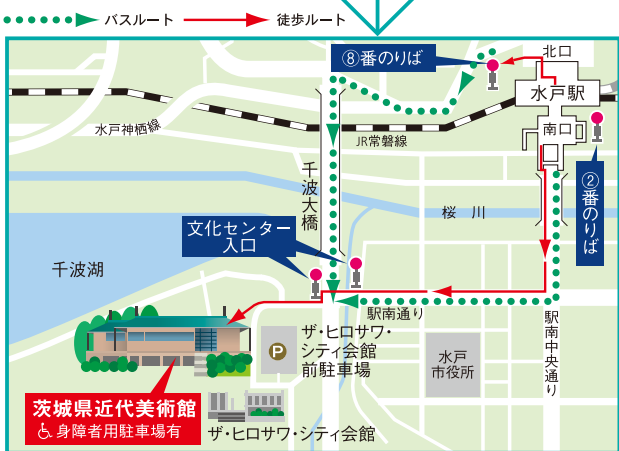 バスルート
徒歩ルート
⑧番のりば
北口
水戸駅
南口
水戸神栖線
JR常磐線
②番のりば
千波大橋
桜川
文化センター
入口
千波湖
駅南通り
駅南中央通り
P
ザ・ヒロサワ・
シティ会館
前駐車場
水戸
市役所
茨城県近代美術館
身障者用駐車場有
ザ・ヒロサワ・シティ会館